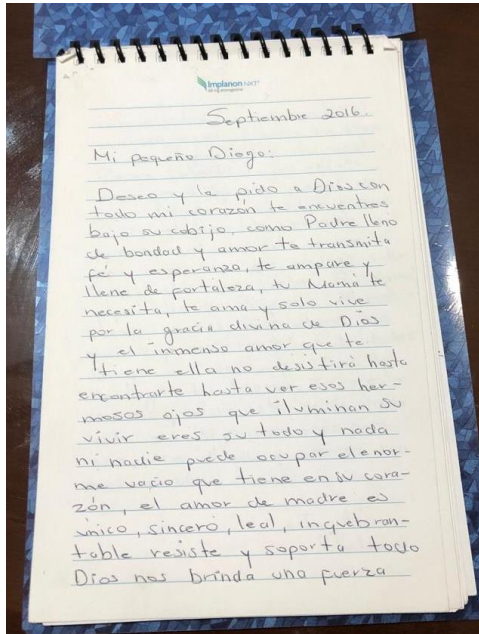 Implanon NXT
Septiembre 2016.
Mi pequeño Diego:
Deseo y le pido a Dios con
todo mi corazón te encuentres
bajo su cobijo, como Padre lleno
de bondad y amor te transmita
fé y esperanza, te ampare y
llene de fortaleza, tu Mamá te
necesita, te ama y solo vive
por la gracia divina de Dios
y el inmenso amor que te
tiene ella no desistirá hasta
encontrarte hasta ver esos her-
mosos ojos que iluminan su
vivir eres su todo y nada
ni nadie puede ocupar el enor-
me vacio que tiene en su cora-
zón, el amor de madre es
único, sincero, leal, inquebran-
table resiste y soporta todo
Dios nos brinda una fuerza